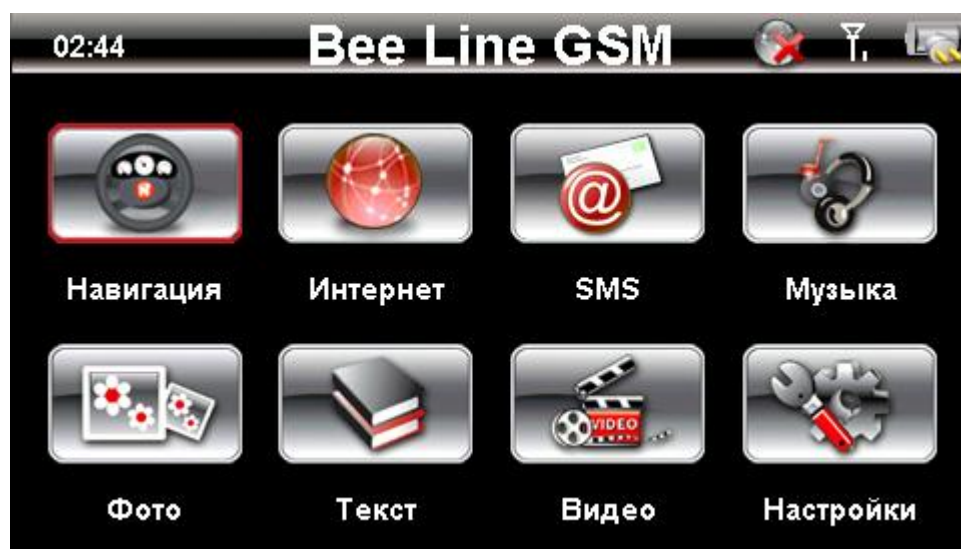 02:44 Bee Line GSM
@
VIDEO
Навигация Интернет SMS Музыка
Фото Текст Видео Настройки